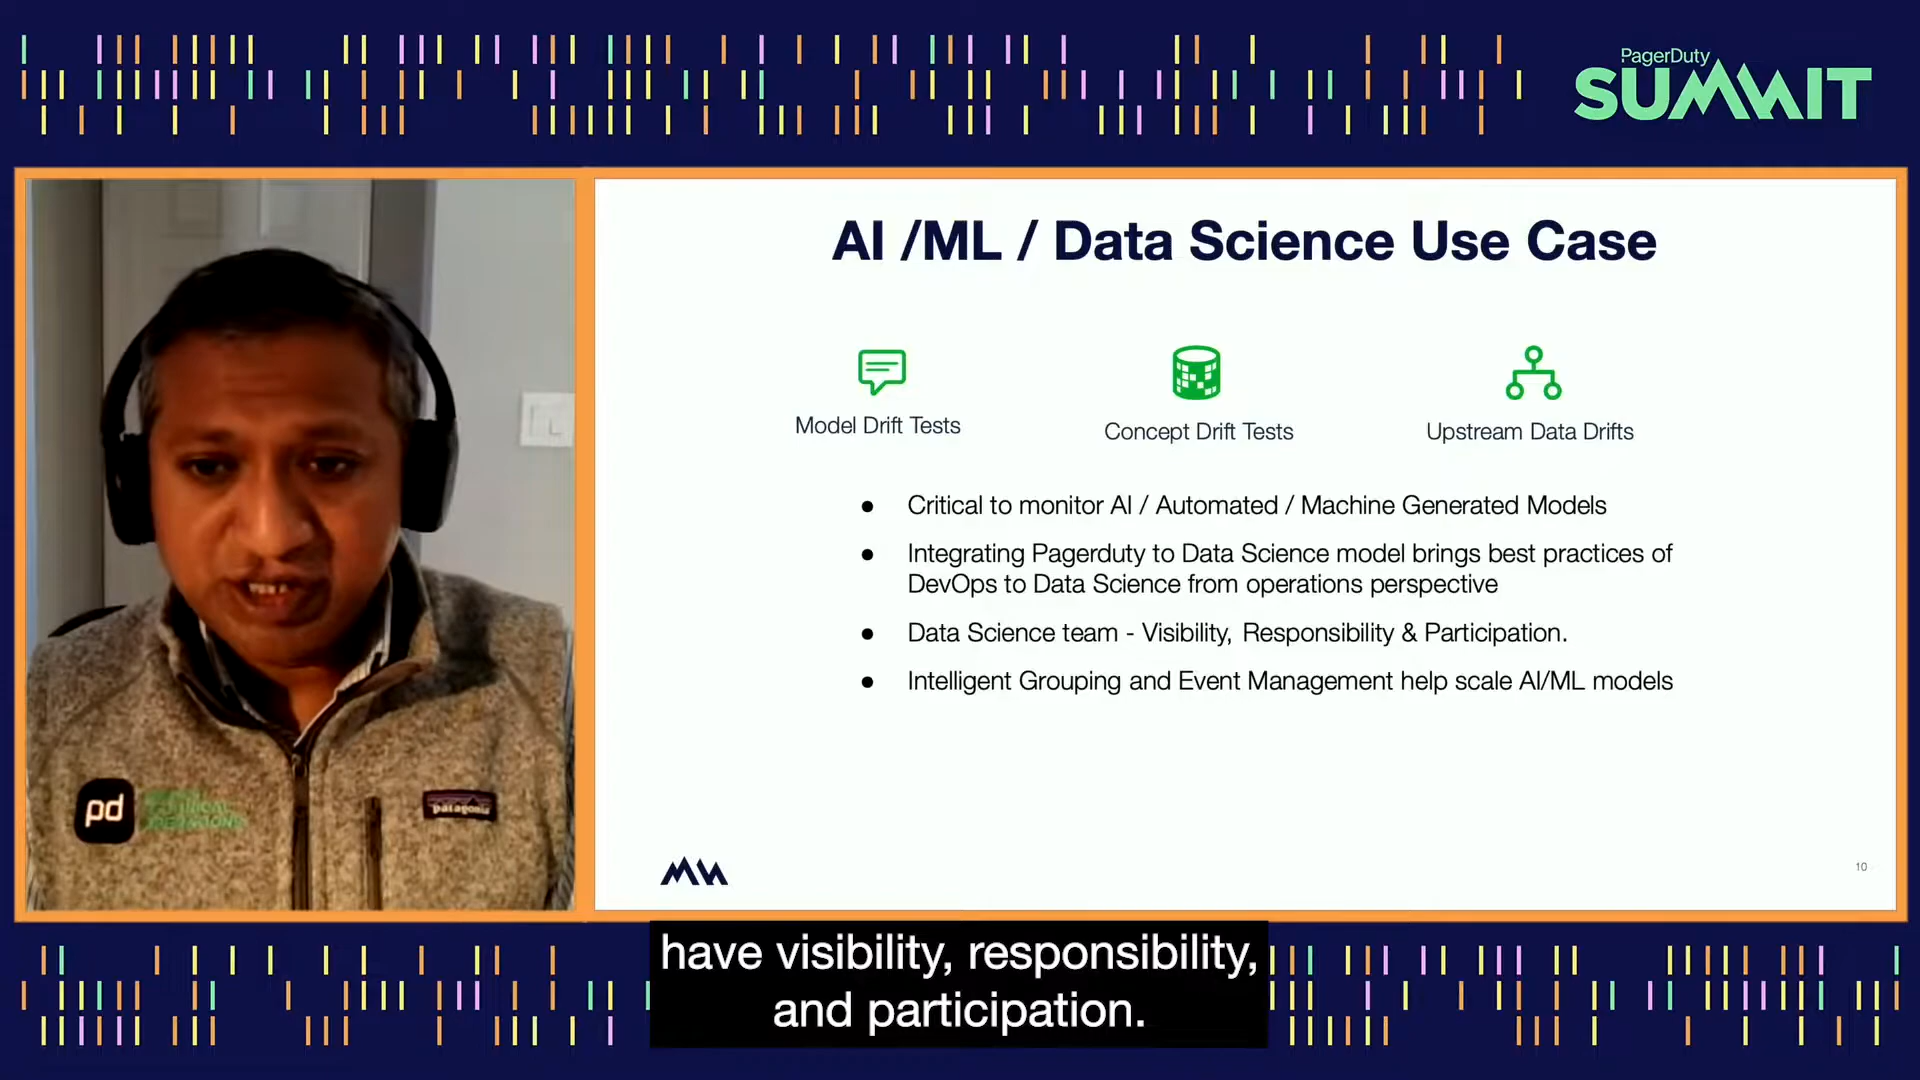 PagerDuty
SUMMIT
AI /ML / Data Science Use Case
Model Drift Tests
Concept Drift Tests
Upstream Data Drifts
● Critical to monitor AI / Automated / Machine Generated Models
● Integrating Pagerduty to Data Science model brings best practices of
DevOps to Data Science from operations perspective
● Data Science team - Visibility, Responsibility & Participation.
● Intelligent Grouping and Event Management help scale AI/ML models
pd
patagonia
10
have visibility, responsibility,
and participation.